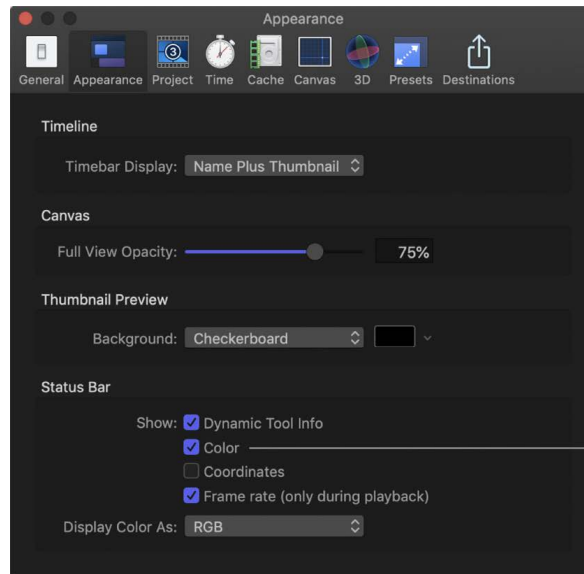 Appearance
3
General Appearance Project Time Cache Canvas 3D Presets Destinations
Timeline
Timebar Display: Name Plus Thumbnail
Canvas
Full View Opacity: 75%
Thumbnail Preview
Background: Checkerboard
Status Bar
Show: Dynamic Tool Info
Color
Coordinates
Frame rate (only during playback)
Display Color As: RGB